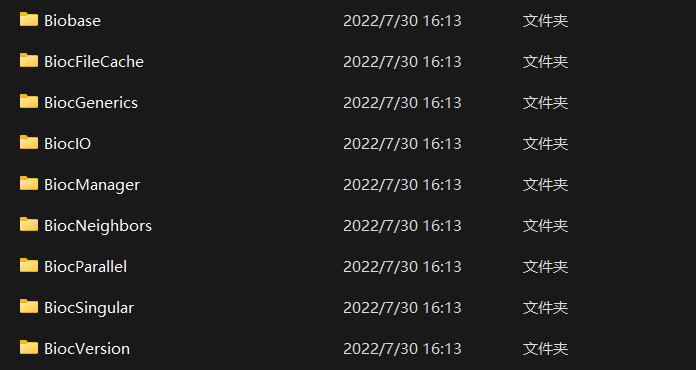 Biobase 2022/7/30 16:13 文件夹
BiocFileCache 2022/7/30 16:13 文件夹
BiocGenerics 2022/7/30 16:13 文件夹
BiocIO 2022/7/30 16:13 文件夹
BiocManager 2022/7/30 16:13 文件夹
BiocNeighbors 2022/7/30 16:13 文件夹
BiocParallel 2022/7/30 16:13 文件夹
BiocSingular 2022/7/30 16:13 文件夹
BiocVersion 2022/7/30 16:13 文件夹